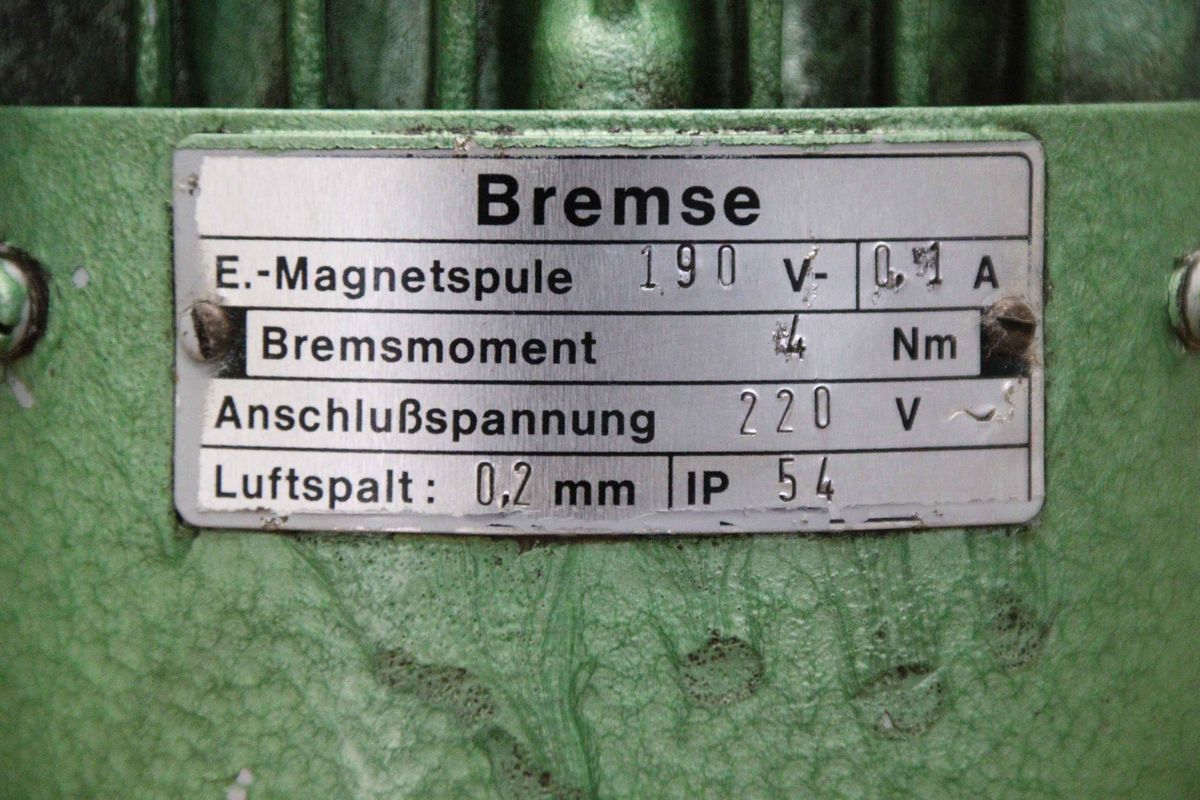 Bremse
E.-Magnetspule 190 V- 0,1 A
Bremsmoment 4 Nm
Anschlußspannung 220 V ~
Luftspalt: 0,2 mm IP 54